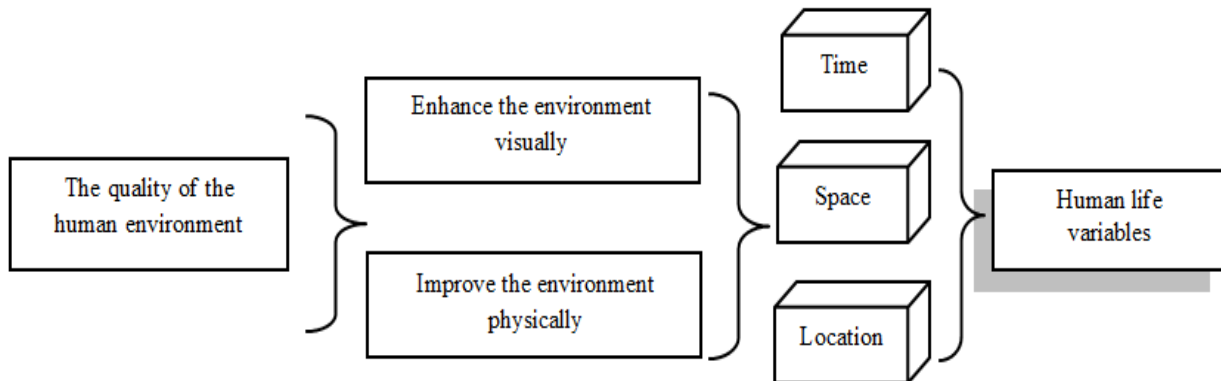 The quality of the
human environment
Enhance the environment
visually
Improve the environment
physically
Time
Space
Location
Human life
variables